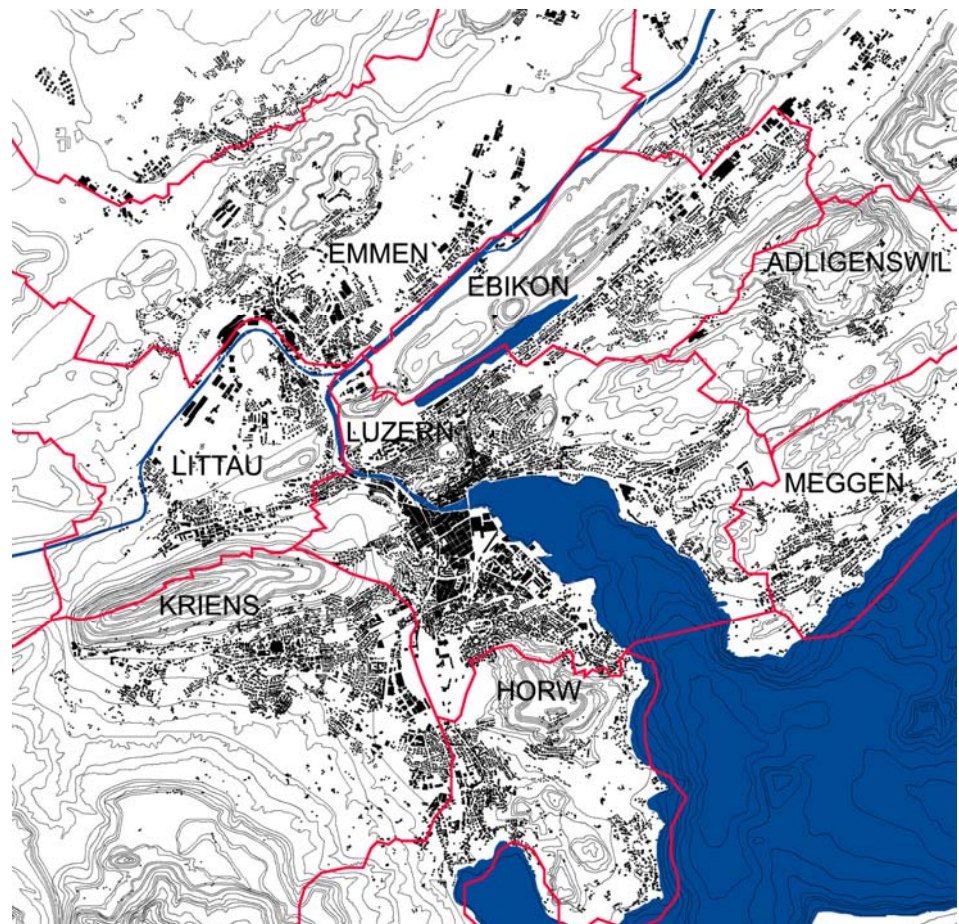 EMMEN
EBIKON
ADLIGENSWIL
LUZERN
LITTAU
MEGGEN
KRIENS
HORW